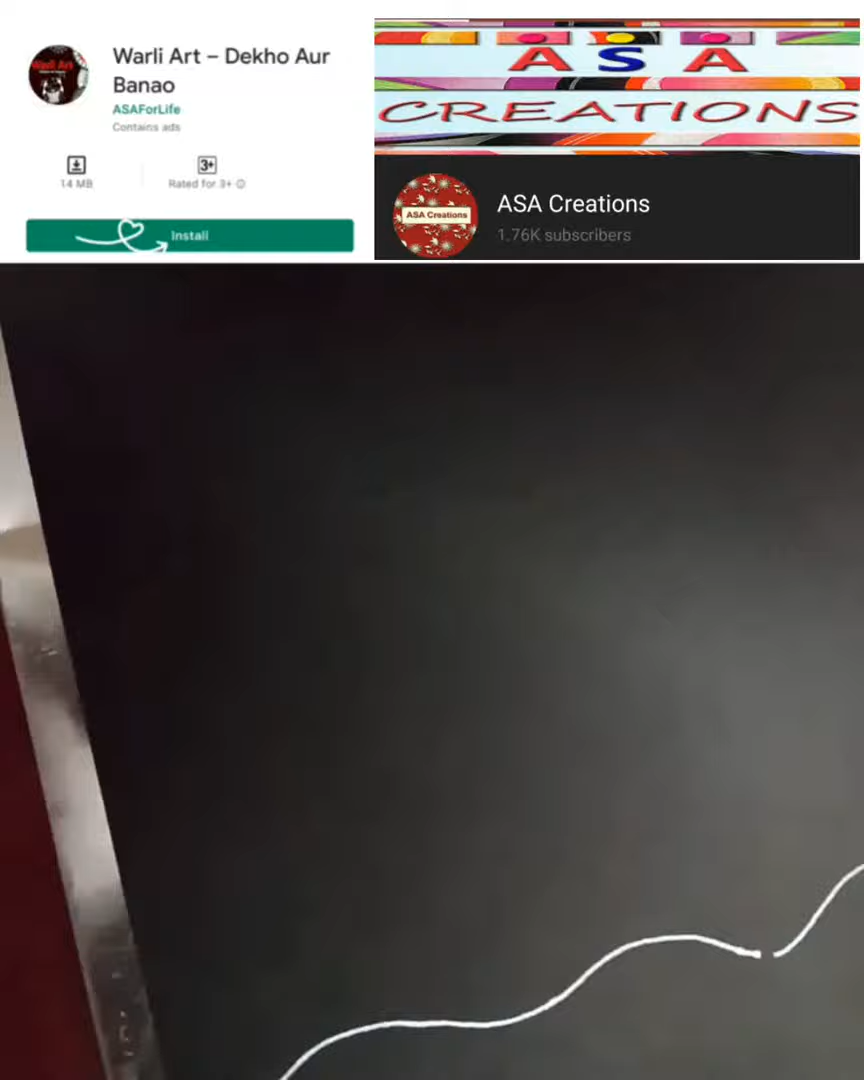 Warli Art – Dekho Aur
Banao
ASAForLife
Contains ads
3+
14 MB
Rated for 3+
Install
A S A
CREATIONS
ASA Creations
ASA Creations
1.76K subscribers